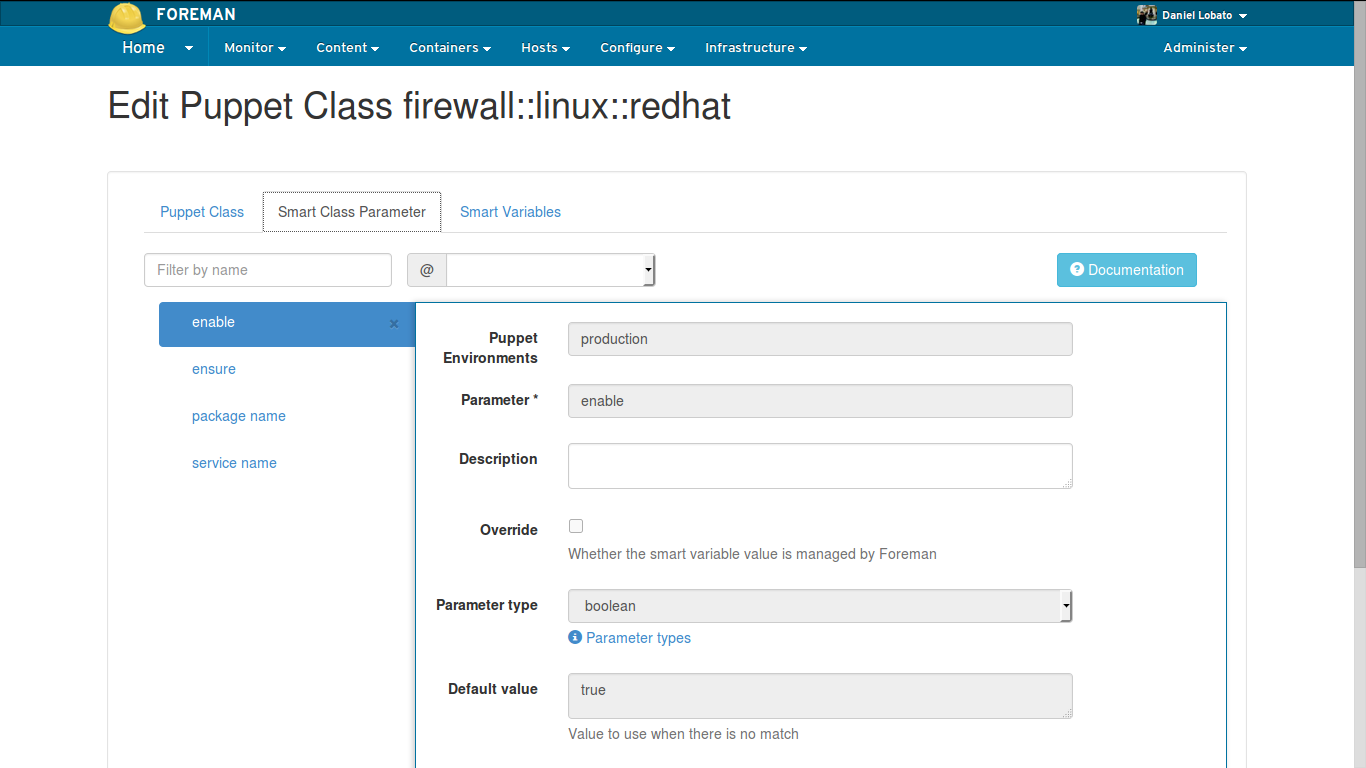 FOREMAN
Daniel Lobato
Home Monitor Content Containers Hosts Configure Infrastructure Administer
Edit Puppet Class firewall::linux::redhat
Puppet Class Smart Class Parameter Smart Variables
Filter by name @ Documentation
enable ×
ensure
package name
service name
Puppet
Environments
production
Parameter * enable
Description
Override
Whether the smart variable value is managed by Foreman
Parameter type boolean
Parameter types
Default value true
Value to use when there is no match